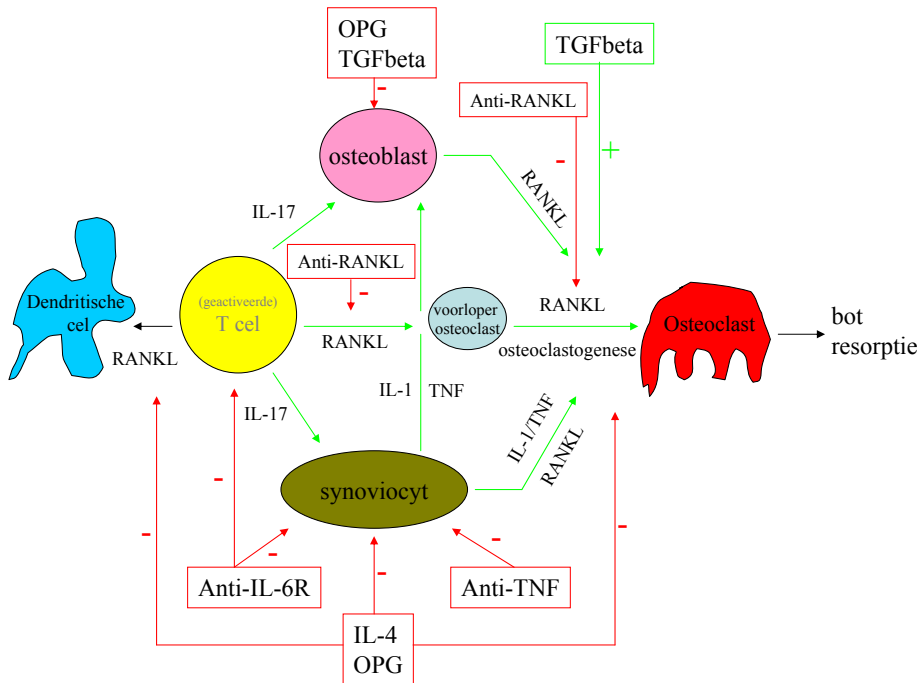 OPG
TGFbeta
-
TGFbeta
Anti-RANKL
-
+
osteoblast
RANKL
IL-17
Anti-RANKL
-
RANKL
Dendritische
cel
(geactiveerde)
T cel
voorloper
osteoclast
Osteoclast
bot
resorptie
RANKL
RANKL
osteoclastogenese
IL-1
TNF
IL-17
IL-1/TNF
RANKL
synoviocyt
-
-
-
-
-
-
Anti-IL-6R
Anti-TNF
IL-4
OPG